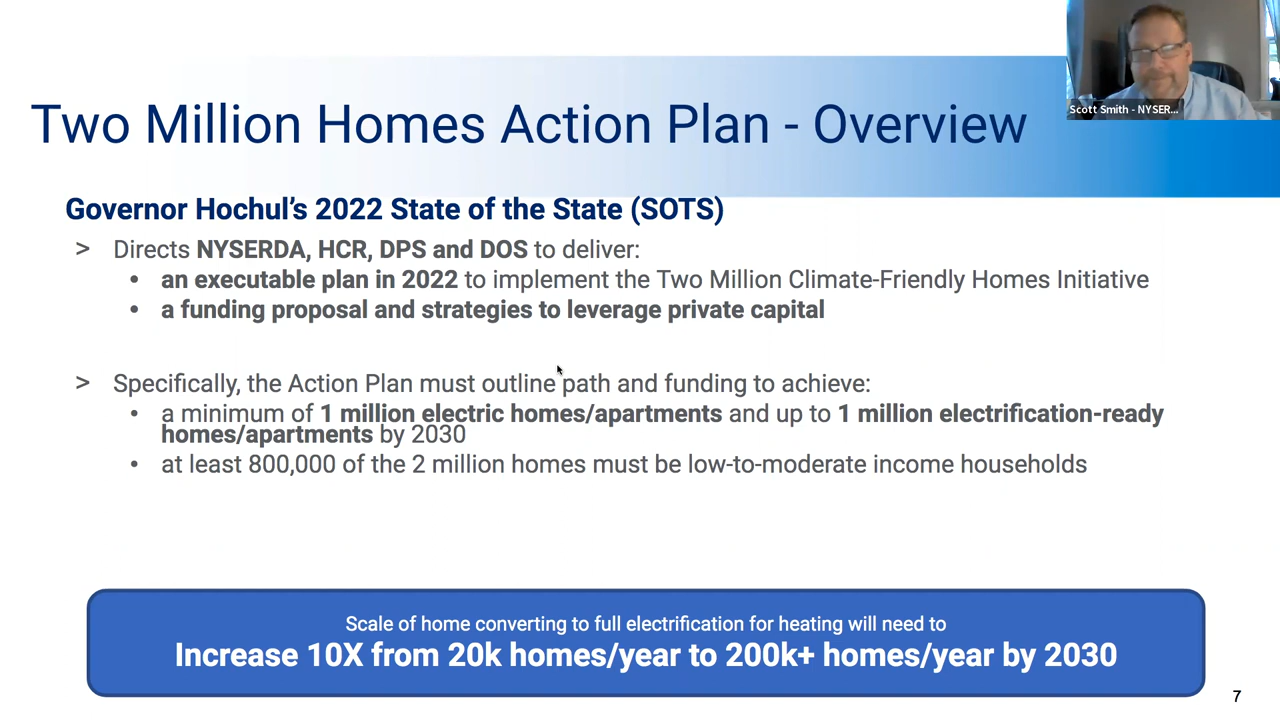 Scott Smith - NYSER...
Two Million Homes Action Plan - Overview
Governor Hochul's 2022 State of the State (SOTS)
> Directs NYSERDA, HCR, DPS and DOS to deliver:
• an executable plan in 2022 to implement the Two Million Climate-Friendly Homes Initiative
• a funding proposal and strategies to leverage private capital
> Specifically, the Action Plan must outline path and funding to achieve:
• a minimum of 1 million electric homes/apartments and up to 1 million electrification-ready
homes/apartments by 2030
• at least 800,000 of the 2 million homes must be low-to-moderate income households
Scale of home converting to full electrification for heating will need to
Increase 10X from 20k homes/year to 200k+ homes/year by 2030
7